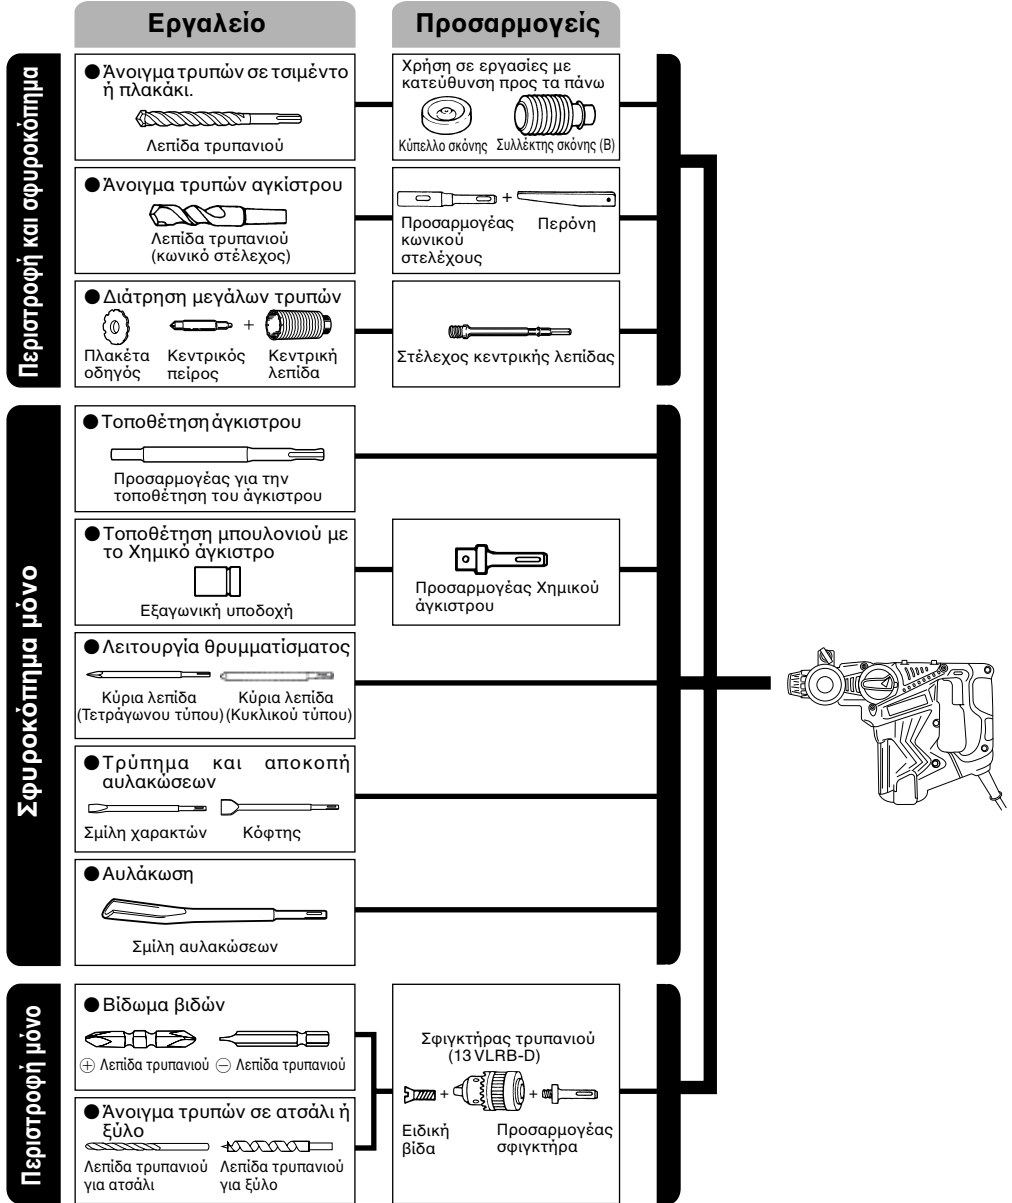 Εργαλείο
Προσαρμογείς
Περιστροφή και σφυροκόπημα
● Άνοιγμα τρυπών σε τσιμέντο
ή πλακάκι.
Λεπίδα τρυπανιού
Χρήση σε εργασίες με
κατεύθυνση προς τα πάνω
Κύπελλο σκόνης
Συλλέκτης σκόνης (B)
● Άνοιγμα τρυπών αγκίστρου
Λεπίδα τρυπανιού
(κωνικό στέλεχος)
+
Προσαρμογέας
κωνικού
στελέχους
Περόνη
● Διάτρηση μεγάλων τρυπών
+
Πλακέτα
οδηγός
Κεντρικός
πείρος
Κεντρική
λεπίδα
Στέλεχος κεντρικής λεπίδας
Σφυροκόπημα μόνο
● Τοποθέτηση άγκιστρου
Προσαρμογέας για την
τοποθέτηση του άγκιστρου
● Τοποθέτηση μπουλονιού με
το Χημικό άγκιστρο
Εξαγωνική υποδοχή
Προσαρμογέας Χημικού
άγκιστρου
● Λειτουργία θρυμματίσματος
Κύρια λεπίδα
(Τετράγωνου τύπου)
Κύρια λεπίδα
(Κυκλικού τύπου)
● Τρύπημα και αποκοπή
αυλακώσεων
Σμίλη χαρακτών
Κόφτης
● Αυλάκωση
Σμίλη αυλακώσεων
Περιστροφή μόνο
● Βίδωμα βιδών
⊕ Λεπίδα τρυπανιού
⊖ Λεπίδα τρυπανιού
● Άνοιγμα τρυπών σε ατσάλι ή
ξύλο
Λεπίδα τρυπανιού
για ατσάλι
Λεπίδα τρυπανιού
για ξύλο
Σφιγκτήρας τρυπανιού
(13 VLRB-D)
+ +
Ειδική
βίδα
Προσαρμογέας
σφιγκτήρα